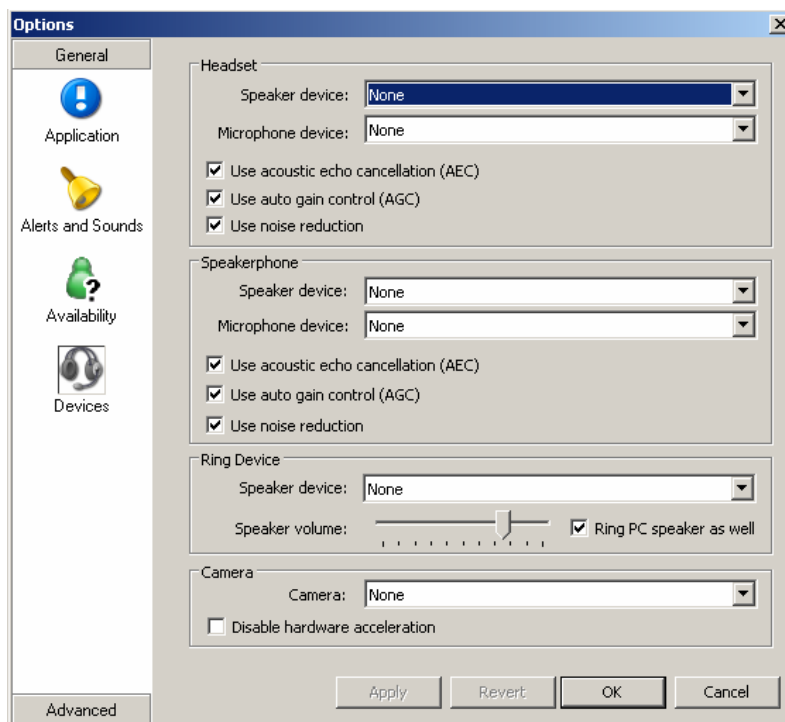 Options
General
Application
Alerts and Sounds
Availability
Devices
Advanced
Headset
Speaker device: None
Microphone device: None
Use acoustic echo cancellation (AEC)
Use auto gain control (AGC)
Use noise reduction
Speakerphone
Speaker device: None
Microphone device: None
Use acoustic echo cancellation (AEC)
Use auto gain control (AGC)
Use noise reduction
Ring Device
Speaker device: None
Speaker volume: Ring PC speaker as well
Camera
Camera: None
Disable hardware acceleration
Apply Revert OK Cancel